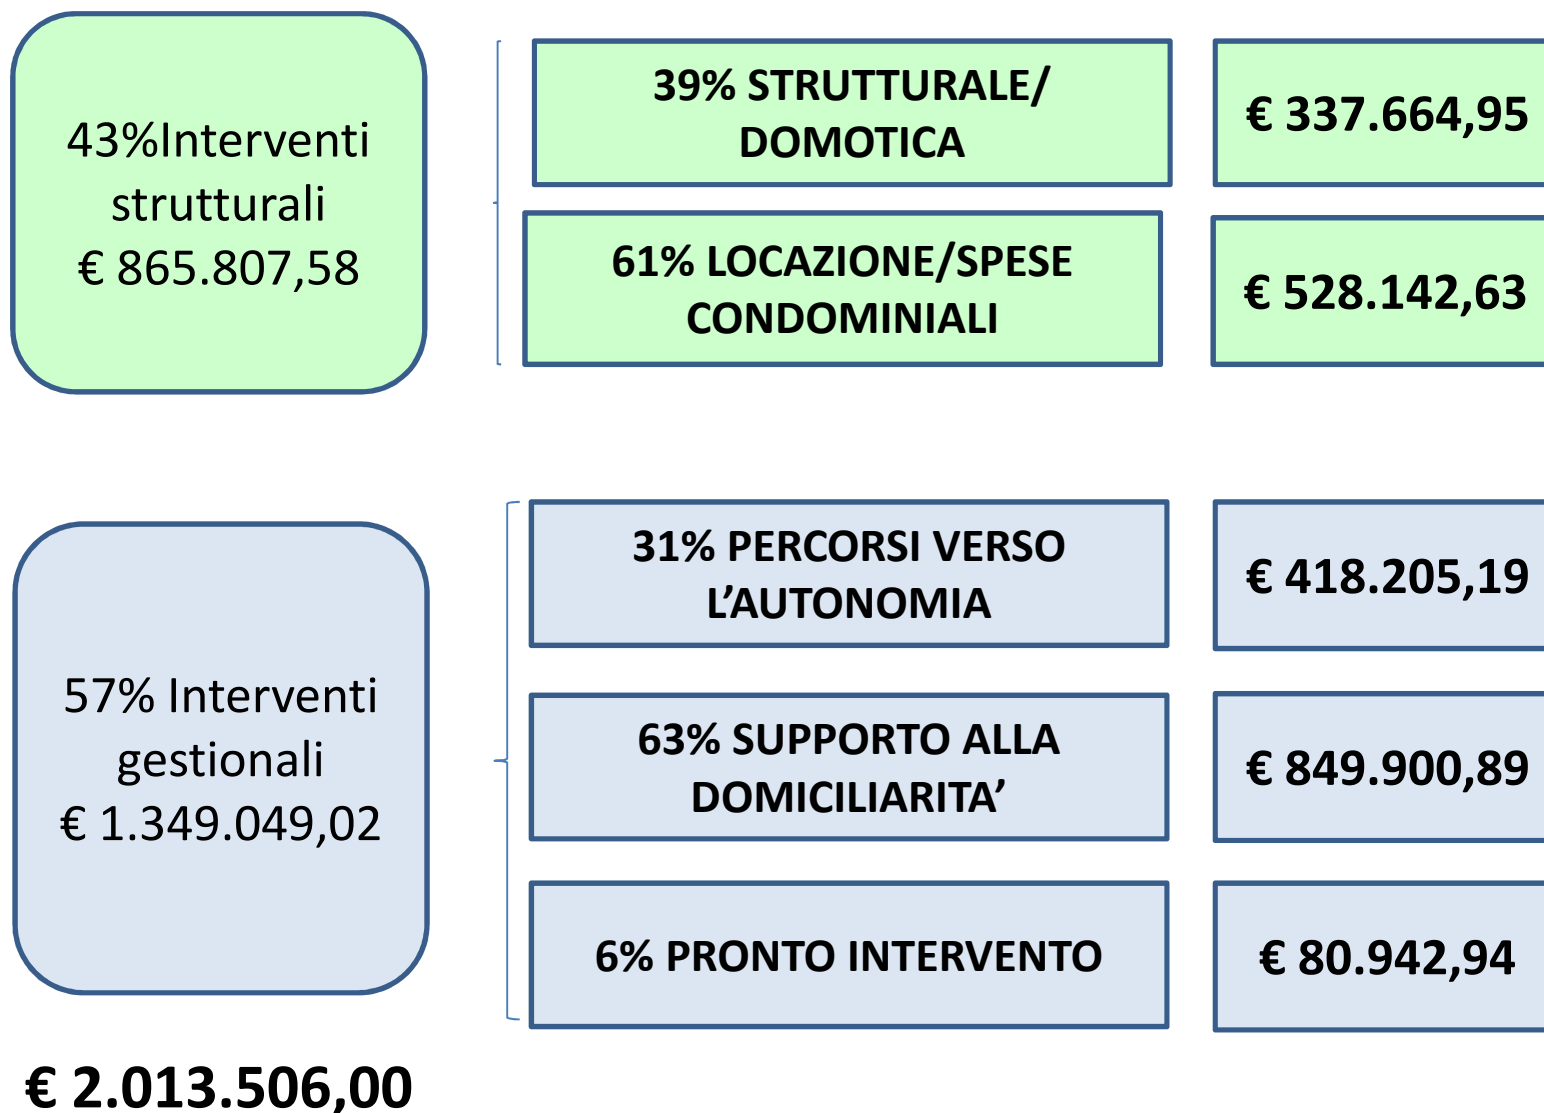 43%Interventi
strutturali
€ 865.807,58
39% STRUTTURALE/
DOMOTICA
€ 337.664,95
61% LOCAZIONE/SPESE
CONDOMINIALI
€ 528.142,63
57% Interventi
gestionali
€ 1.349.049,02
31% PERCORSI VERSO
L’AUTONOMIA
€ 418.205,19
63% SUPPORTO ALLA
DOMICILIARITA’
€ 849.900,89
6% PRONTO INTERVENTO
€ 80.942,94
€ 2.013.506,00